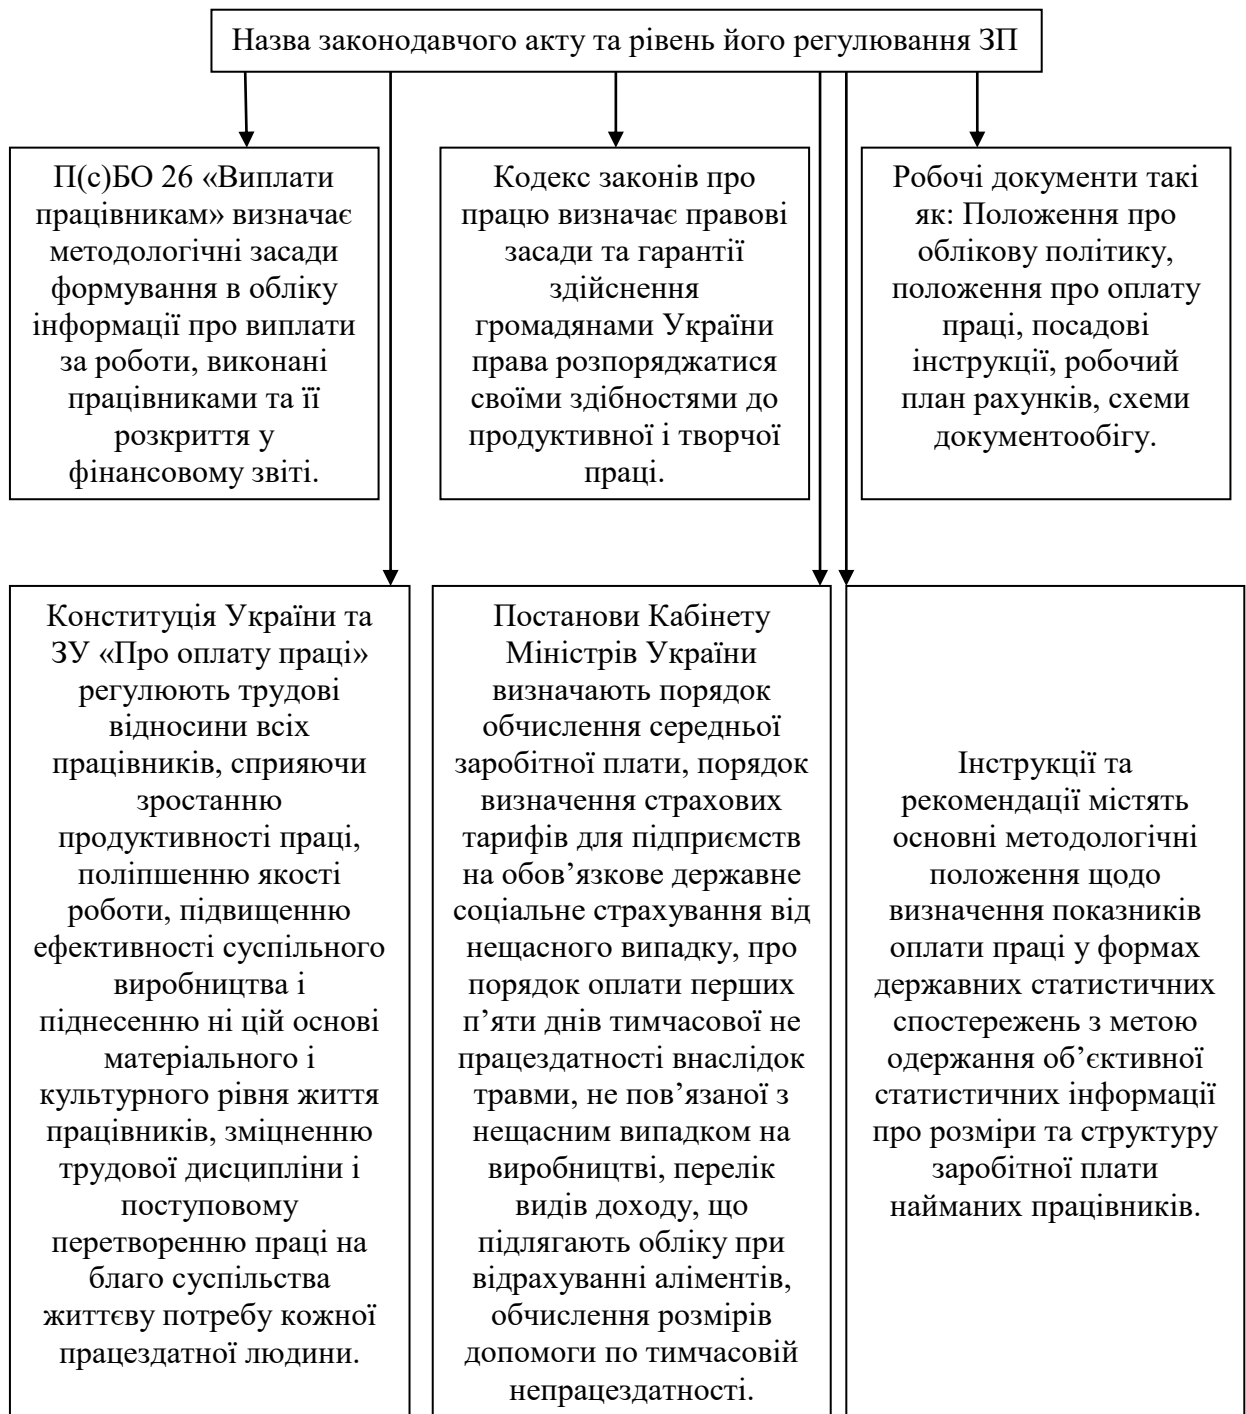 Назва законодавчого акту та рівень його регулювання ЗП
П(с)БО 26 «Виплати
працівникам» визначає
методологічні засади
формування в обліку
інформації про виплати
за роботи, виконані
працівниками та її
розкриття у
фінансовому звіті.
Кодекс законів про
працю визначає правові
засади та гарантії
здійснення
громадянами України
права розпоряджатися
своїми здібностями до
продуктивної і творчої
праці.
Робочі документи такі
як: Положення про
облікову політику,
положення про оплату
праці, посадові
інструкції, робочий
план рахунків, схеми
документообігу.
Конституція України та
ЗУ «Про оплату праці»
регулюють трудові
відносини всіх
працівників, сприяючи
зростанню
продуктивності праці,
поліпшенню якості
роботи, підвищенню
ефективності суспільного
виробництва і
піднесенню ні цій основі
матеріального і
культурного рівня життя
працівників, зміцненню
трудової дисципліни і
поступовому
перетворенню праці на
благо суспільства
життєву потребу кожної
працездатної людини.
Постанови Кабінету
Міністрів України
визначають порядок
обчислення середньої
заробітної плати, порядок
визначення страхових
тарифів для підприємств
на обов’язкове державне
соціальне страхування від
нещасного випадку, про
порядок оплати перших
п’яти днів тимчасової не
працездатності внаслідок
травми, не пов’язаної з
нещасним випадком на
виробництві, перелік
видів доходу, що
підлягають обліку при
відрахуванні аліментів,
обчислення розмірів
допомоги по тимчасовій
непрацездатності.
Інструкції та
рекомендації містять
основні методологічні
положення щодо
визначення показників
оплати праці у формах
державних статистичних
спостережень з метою
одержання об’єктивної
статистичних інформації
про розміри та структуру
заробітної плати
найманих працівників.